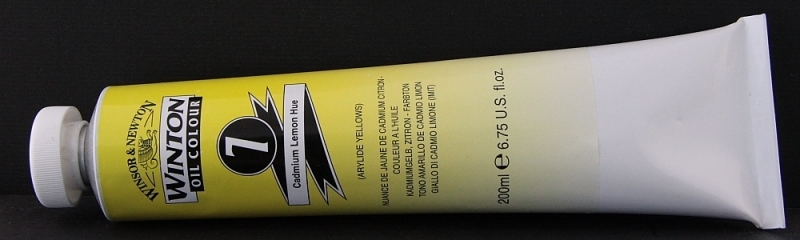 WINSOR & NEWTON
WINTON
OIL COLOUR
7
Cadmium Lemon Hue
(ARYLIDE YELLOWS)
NUANCE DE JAUNE DE CADMIUM CITRON-
COULEUR A L'HUILE
KADMIUMGELB, ZITRON - FARBTON
TONO AMARILLO DE CADMIO LIMON
GIALLO DI CADMIO LIMONE (IMIT)
200ml ℮ 6.75 U.S. fl.oz.